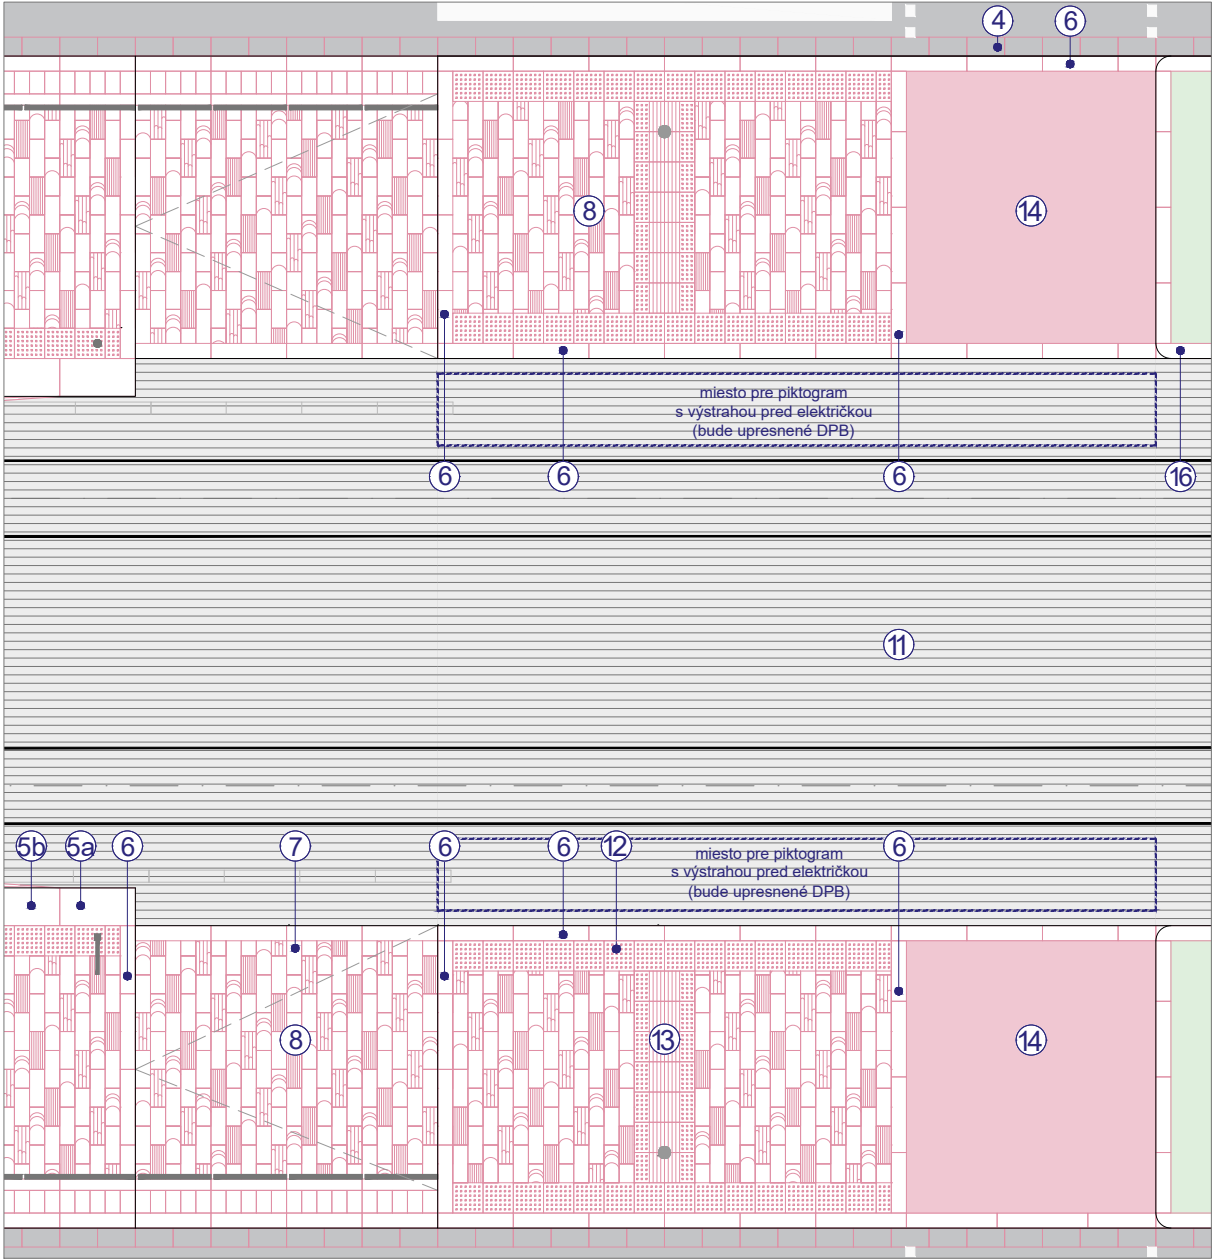 4 6
8 14
miesto pre piktogram
s výstrahou pred električkou
(bude upresnené DPB)
6 6 6 16
11
5b 5a 6 7 6 6 12 6
miesto pre piktogram
s výstrahou pred električkou
(bude upresnené DPB)
8 13 14